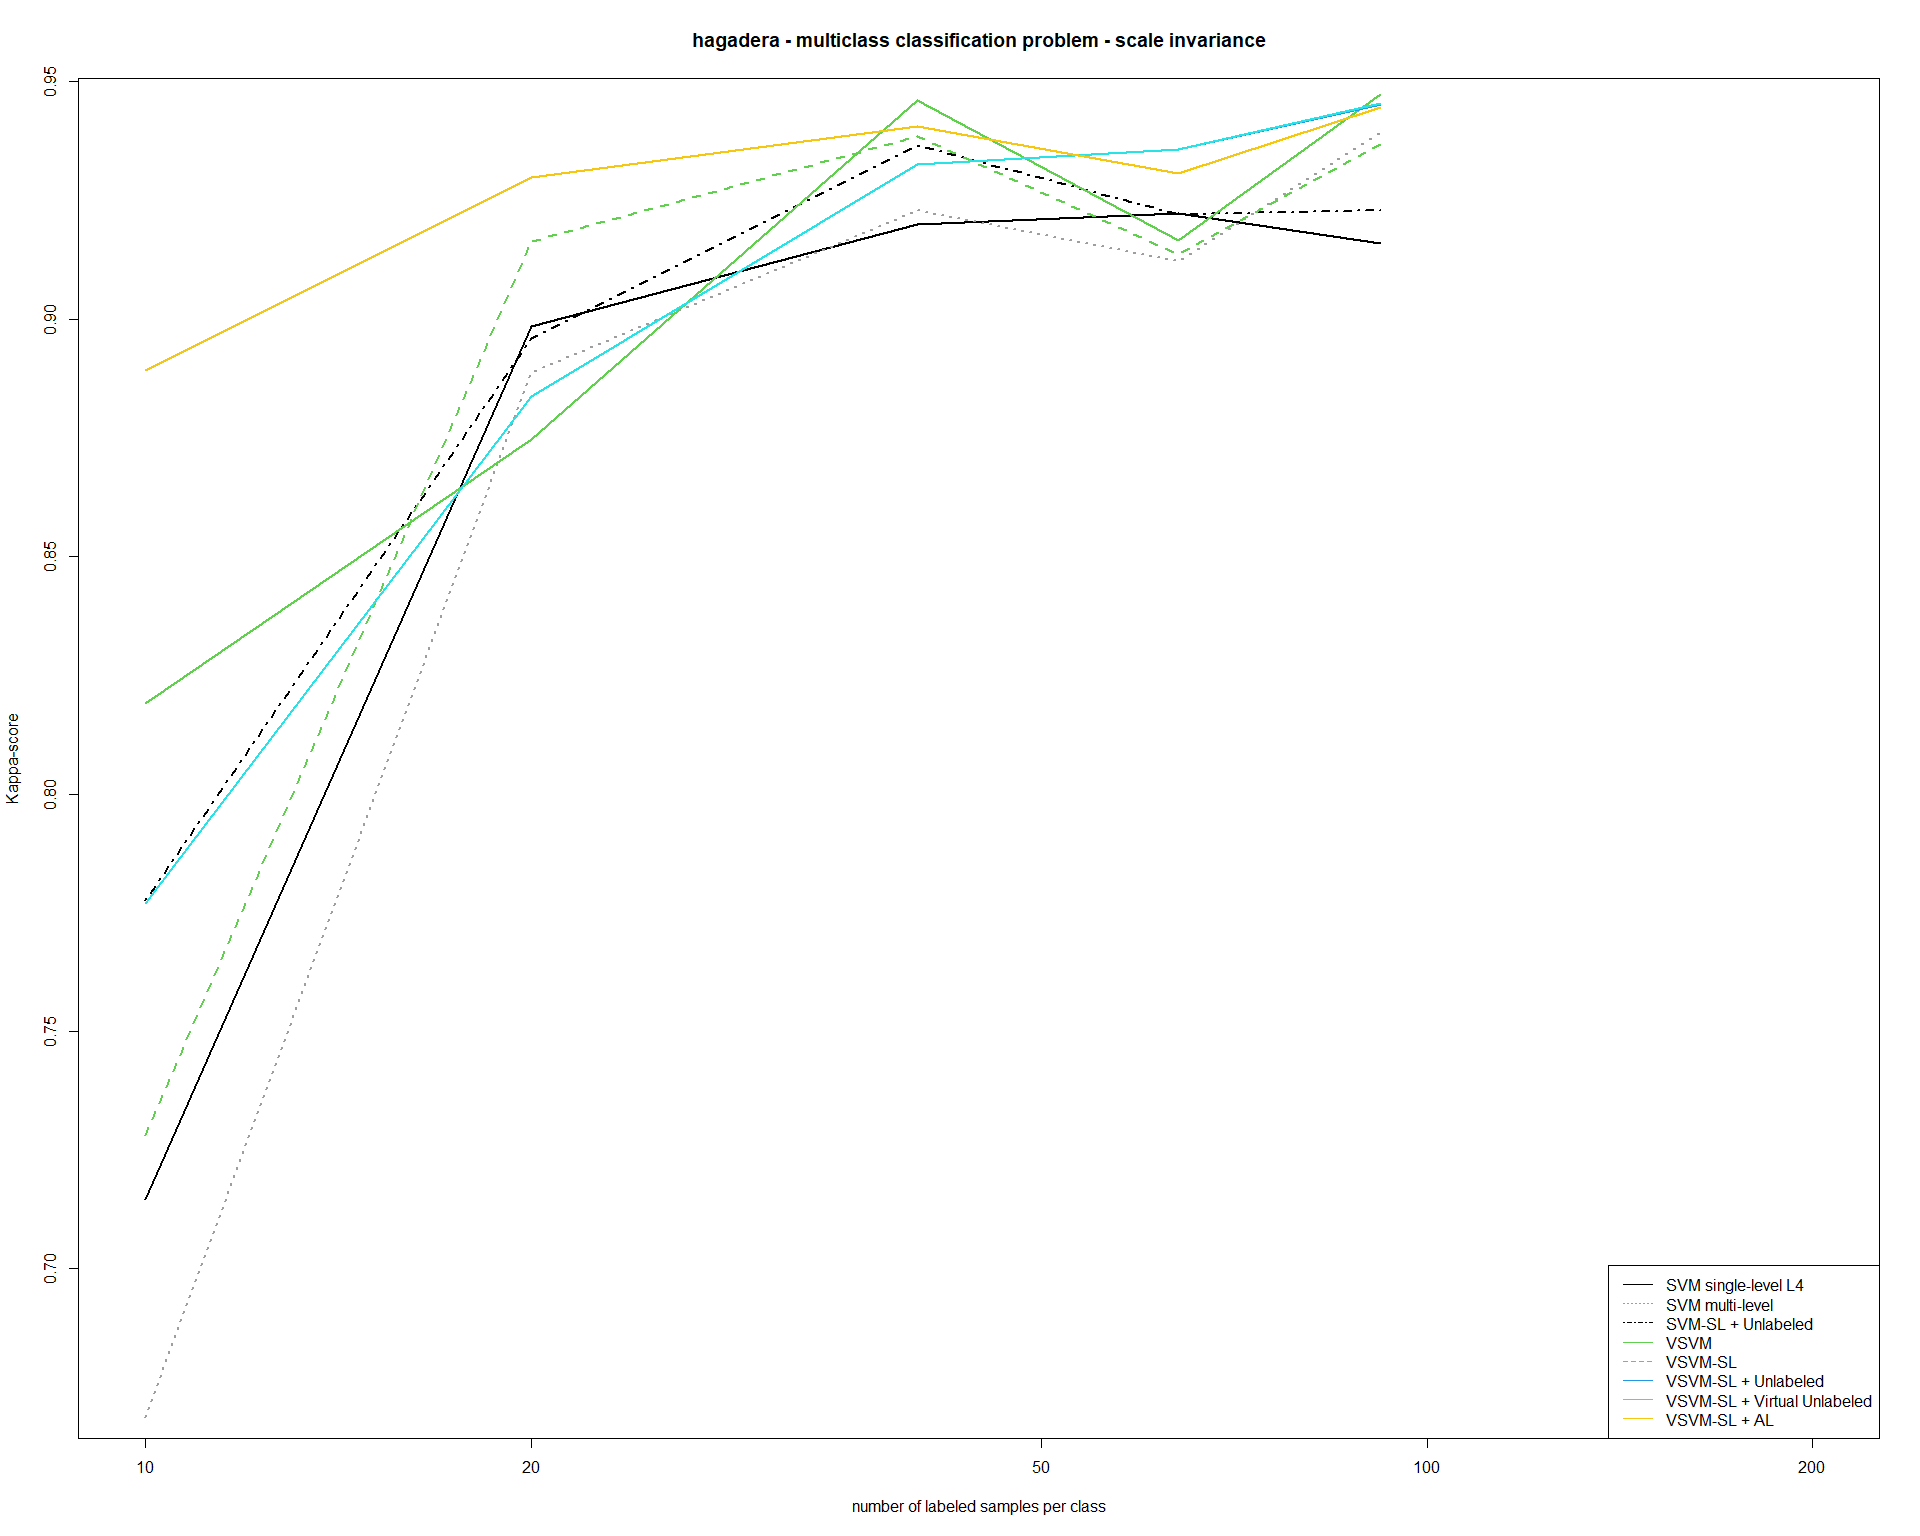 hagadera - multiclass classification problem - scale invariance
0.95
0.90
0.85
0.80
0.75
0.70
Kappa-score
10
20
50
100
200
number of labeled samples per class
SVM single-level L4
SVM multi-level
SVM-SL + Unlabeled
VSVM
VSVM-SL
VSVM-SL + Unlabeled
VSVM-SL + Virtual Unlabeled
VSVM-SL + AL